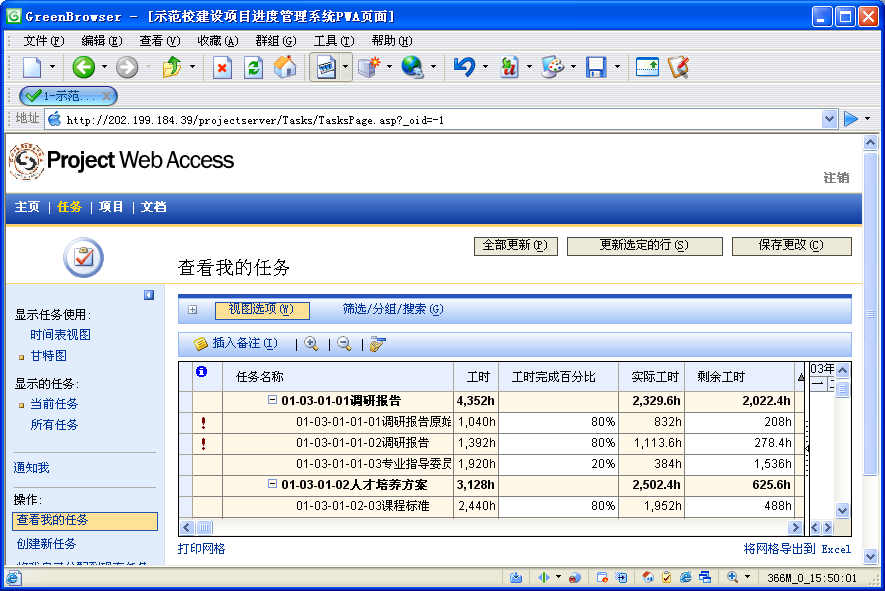 GreenBrowser - [示范校建设项目进度管理系统PWA页面]
文件(F) 编辑(E) 查看(V) 收藏(A) 群组(G) 工具(T) 帮助(H)
1-示范...
地址 http://202.199.184.39/projectserver/Tasks/TasksPage.asp?_oid=-1
Project Web Access
注销
主页 | 任务 | 项目 | 文档
全部更新(P) 更新选定的行(S) 保存更改(C)
查看我的任务
视图选项(W) 筛选/分组/搜索(G)
显示任务使用:
时间表视图
甘特图
显示的任务:
当前任务
所有任务
通知我
操作:
查看我的任务
创建新任务
插入备注(I)
任务名称 工时 工时完成百分比 实际工时 剩余工时 03年
01-03-01-01调研报告 4,352h 2,329.6h 2,022.4h
01-03-01-01-01调研报告原始 1,040h 80% 832h 208h
01-03-01-01-02调研报告 1,392h 80% 1,113.6h 278.4h
01-03-01-01-03专业指导委员 1,920h 20% 384h 1,536h
01-03-01-02人才培养方案 3,128h 2,502.4h 625.6h
01-03-01-02-03课程标准 2,440h 80% 1,952h 488h
打印网格 将网格导出到 Excel
366M_0_15:50:01